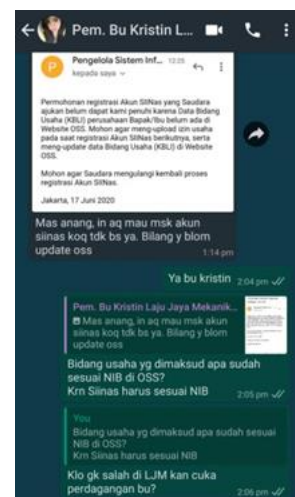 Pem. Bu Kristin L...
P
Pengelola Sistem Inf... 12:25
kepada saya
Permohonan registrasi Akun SIINas yang Saudara
ajukan belum dapat kami penuhi karena Data Bidang
Usaha (KBLI) perusahaan Bapak/Ibu belum ada di
Website OSS. Mohon agar meng-upload izin usaha
pada saat registrasi Akun SIINas berikutnya, serta
meng-update data Bidang Usaha (KBLI) di Website
OSS.
Mohon agar Saudara mengulangi kembali proses
registrasi Akun SIINas.
Jakarta, 17 Juni 2020
Mas anang, in aq mau msk akun
siinas koq tdk bs ya. Bilang y blom
update oss
1:14 pm
Ya bu kristin 2:04 pm
Pem. Bu Kristin Laju Jaya Mekanik...
Mas anang, in aq mau msk akun
siinas koq tdk bs ya. Bilang y blom
update oss
Bidang usaha yg dimaksud apa sudah
sesuai NIB di OSS?
Krn Siinas harus sesuai NIB 2:05 pm
You
Bidang usaha yg dimaksud apa sudah sesuai
NIB di OSS?
Krn Siinas harus sesuai NIB
Klo gk salah di LJM kan cuka
perdagangan bu? 2:06 pm